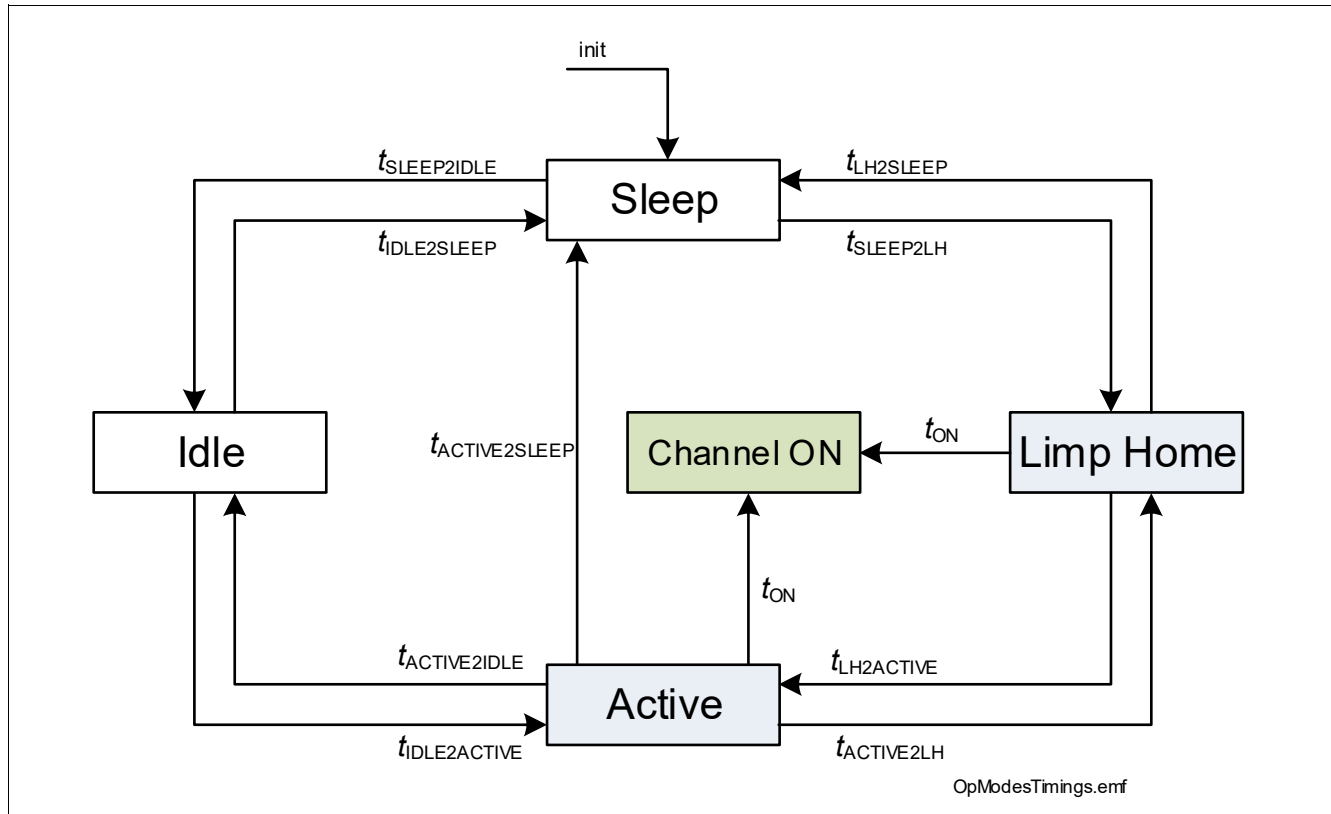 init
tSLEEP2IDLE
tLH2SLEEP
Sleep
tIDLE2SLEEP
tSLEEP2LH
Idle
tACTIVE2SLEEP
Channel ON
tON
Limp Home
tON
tACTIVE2IDLE
tLH2ACTIVE
Active
tIDLE2ACTIVE
tACTIVE2LH
OpModesTimings.emf